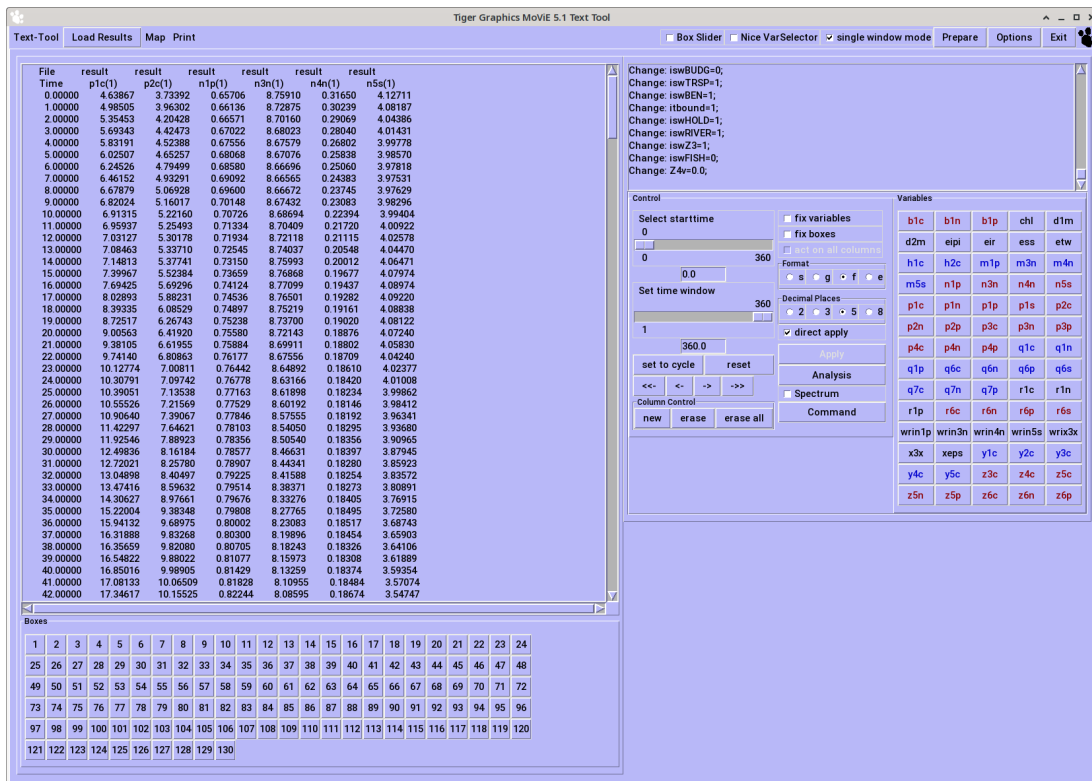 Tiger Graphics MoViE 5.1 Text Tool
Text-Tool Load Results Map Print Box Slider Nice VarSelector single window mode Prepare Options Exit
File result result result result result result
Time p1c(1) p2c(1) n1p(1) n3n(1) n4n(1) n5s(1)
0.00000 4.63867 3.73392 0.65706 8.75910 0.31650 4.12711
1.00000 4.98505 3.96302 0.66136 8.72875 0.30239 4.08187
2.00000 5.35453 4.20428 0.66571 8.70160 0.29069 4.04386
3.00000 5.69343 4.42473 0.67022 8.68023 0.28040 4.01431
4.00000 5.83191 4.52388 0.67556 8.67579 0.26802 3.99778
5.00000 6.02507 4.65257 0.68068 8.67076 0.25838 3.98570
6.00000 6.24526 4.79499 0.68580 8.66696 0.25060 3.97818
7.00000 6.46152 4.93291 0.69092 8.66565 0.24383 3.97531
8.00000 6.67879 5.06928 0.69600 8.66672 0.23745 3.97629
9.00000 6.82024 5.16017 0.70148 8.67432 0.23083 3.98296
10.00000 6.91315 5.22160 0.70726 8.68694 0.22394 3.99404
11.00000 6.95937 5.25493 0.71334 8.70409 0.21720 4.00922
12.00000 7.03127 5.30178 0.71934 8.72118 0.21115 4.02578
13.00000 7.08463 5.33710 0.72545 8.74037 0.20548 4.04470
14.00000 7.14813 5.37741 0.73150 8.75993 0.20012 4.06471
15.00000 7.39967 5.52384 0.73659 8.76868 0.19677 4.07974
16.00000 7.69425 5.69296 0.74124 8.77099 0.19437 4.08974
17.00000 8.02893 5.88231 0.74536 8.76501 0.19282 4.09220
18.00000 8.39335 6.08529 0.74897 8.75219 0.19161 4.08838
19.00000 8.72517 6.26743 0.75238 8.73700 0.19020 4.08122
20.00000 9.00563 6.41920 0.75580 8.72143 0.18876 4.07240
21.00000 9.38105 6.61955 0.75884 8.69911 0.18802 4.05830
22.00000 9.74140 6.80863 0.76177 8.67556 0.18709 4.04240
23.00000 10.12774 7.00811 0.76442 8.64892 0.18610 4.02377
24.00000 10.30791 7.09742 0.76778 8.63166 0.18420 4.01008
25.00000 10.39051 7.13538 0.77163 8.61898 0.18234 3.99862
26.00000 10.55526 7.21569 0.77529 8.60192 0.18146 3.98412
27.00000 10.90640 7.39067 0.77846 8.57555 0.18192 3.96341
28.00000 11.42297 7.64621 0.78103 8.54050 0.18295 3.93680
29.00000 11.92546 7.88923 0.78356 8.50540 0.18356 3.90965
30.00000 12.49836 8.16184 0.78577 8.46631 0.18397 3.87945
31.00000 12.72021 8.25780 0.78907 8.44341 0.18280 3.85923
32.00000 13.04898 8.40497 0.79225 8.41588 0.18254 3.83572
33.00000 13.47416 8.59632 0.79514 8.38371 0.18273 3.80891
34.00000 14.30627 8.97661 0.79676 8.33276 0.18405 3.76915
35.00000 15.22004 9.38348 0.79808 8.27765 0.18495 3.72580
36.00000 15.94132 9.68975 0.80002 8.23083 0.18517 3.68743
37.00000 16.31888 9.83268 0.80300 8.19896 0.18454 3.65903
38.00000 16.35659 9.82080 0.80705 8.18243 0.18326 3.64106
39.00000 16.54822 9.88022 0.81077 8.15973 0.18308 3.61889
40.00000 16.85016 9.98905 0.81429 8.13259 0.18374 3.59354
41.00000 17.08133 10.06509 0.81828 8.10955 0.18484 3.57074
42.00000 17.34617 10.15525 0.82244 8.08595 0.18674 3.54747
Boxes
1 2 3 4 5 6 7 8 9 10 11 12 13 14 15 16 17 18 19 20 21 22 23 24
25 26 27 28 29 30 31 32 33 34 35 36 37 38 39 40 41 42 43 44 45 46 47 48
49 50 51 52 53 54 55 56 57 58 59 60 61 62 63 64 65 66 67 68 69 70 71 72
73 74 75 76 77 78 79 80 81 82 83 84 85 86 87 88 89 90 91 92 93 94 95 96
97 98 99 100 101 102 103 104 105 106 107 108 109 110 111 112 113 114 115 116 117 118 119 120
121 122 123 124 125 126 127 128 129 130
Change: iswBUDG=0;
Change: iswTRSP=1;
Change: iswBEN=1;
Change: itbound=1;
Change: iswHOLD=1;
Change: iswRIVER=1;
Change: iswZ3=1;
Change: iswFISH=0;
Change: Z4v=0.0;
Control
Select starttime
0
0 360
0.0
Set time window
360
1
360.0
set to cycle reset
<<- <- -> ->>
Column Control
new erase erase all
fix variables
fix boxes
act on all columns
Format
s g f e
Decimal Places
2 3 5 8
direct apply
Apply
Analysis
Spectrum
Command
Variables
b1c b1n b1p chl d1m
d2m eipi eir ess etw
h1c h2c m1p m3n m4n
m5s n1p n3n n4n n5s
p1c p1n p1p p1s p2c
p2n p2p p3c p3n p3p
p4c p4n p4p q1c q1n
q1p q6c q6n q6p q6s
q7c q7n q7p r1c r1n
r1p r6c r6n r6p r6s
wrin1p wrin3n wrin4n wrin5s wrix3x
x3x xeps y1c y2c y3c
y4c y5c z3c z4c z5c
z5n z5p z6c z6n z6p